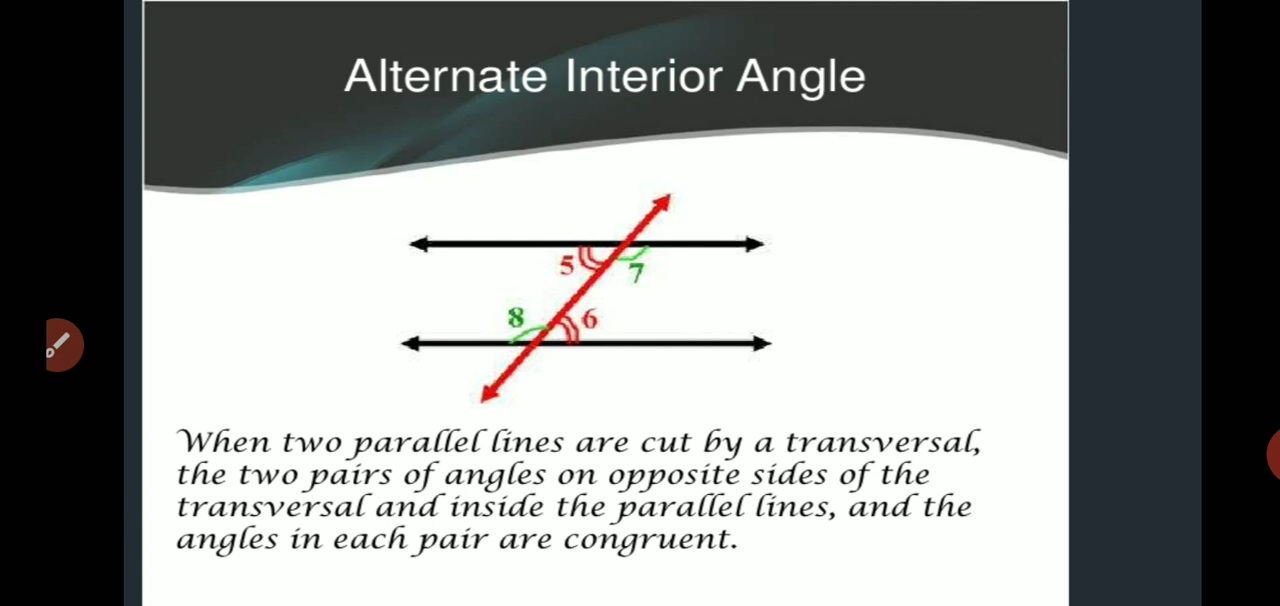 Alternate Interior Angle
5
7
8
6
When two parallel lines are cut by a transversal,
the two pairs of angles on opposite sides of the
transversal and inside the parallel lines, and the
angles in each pair are congruent.